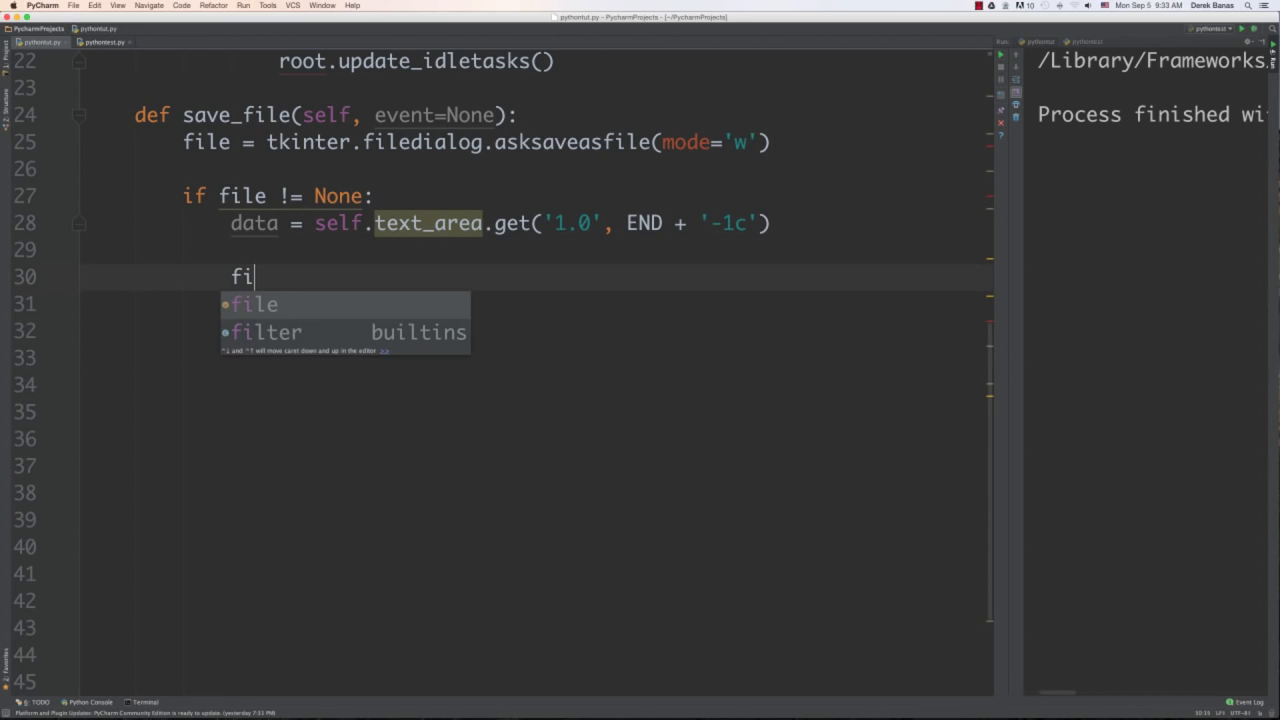 PyCharm File Edit View Navigate Code Refactor Run Tools VCS Window Help 10 Mon Sep 5 9:33 AM Derek Banas
pythontut.py - PycharmProjects - [~/PycharmProjects]
PycharmProjects pythontut.py pythontut
pythontut.py pythontest.py Run: pythontut pythontest
1: Project
7: Structure
2: Favorites
4: Run
22 root.update_idletasks()
23
24 def save_file(self, event=None):
25 file = tkinter.filedialog.asksaveasfile(mode='w')
26
27 if file != None:
28 data = self.text_area.get('1.0', END + '-1c')
29
30 fi
31 file
32 filter builtins
^↓ and ^↑ will move caret down and up in the editor >>
33
34
35
36
37
38
39
40
41
42
43
44
45
/Library/Frameworks
Process finished wi
6: TODO Python Console Terminal Event Log
Platform and Plugin Updates: PyCharm Community Edition is ready to update. (yesterday 7:51 PM) 30:15 LF: UTF-8: